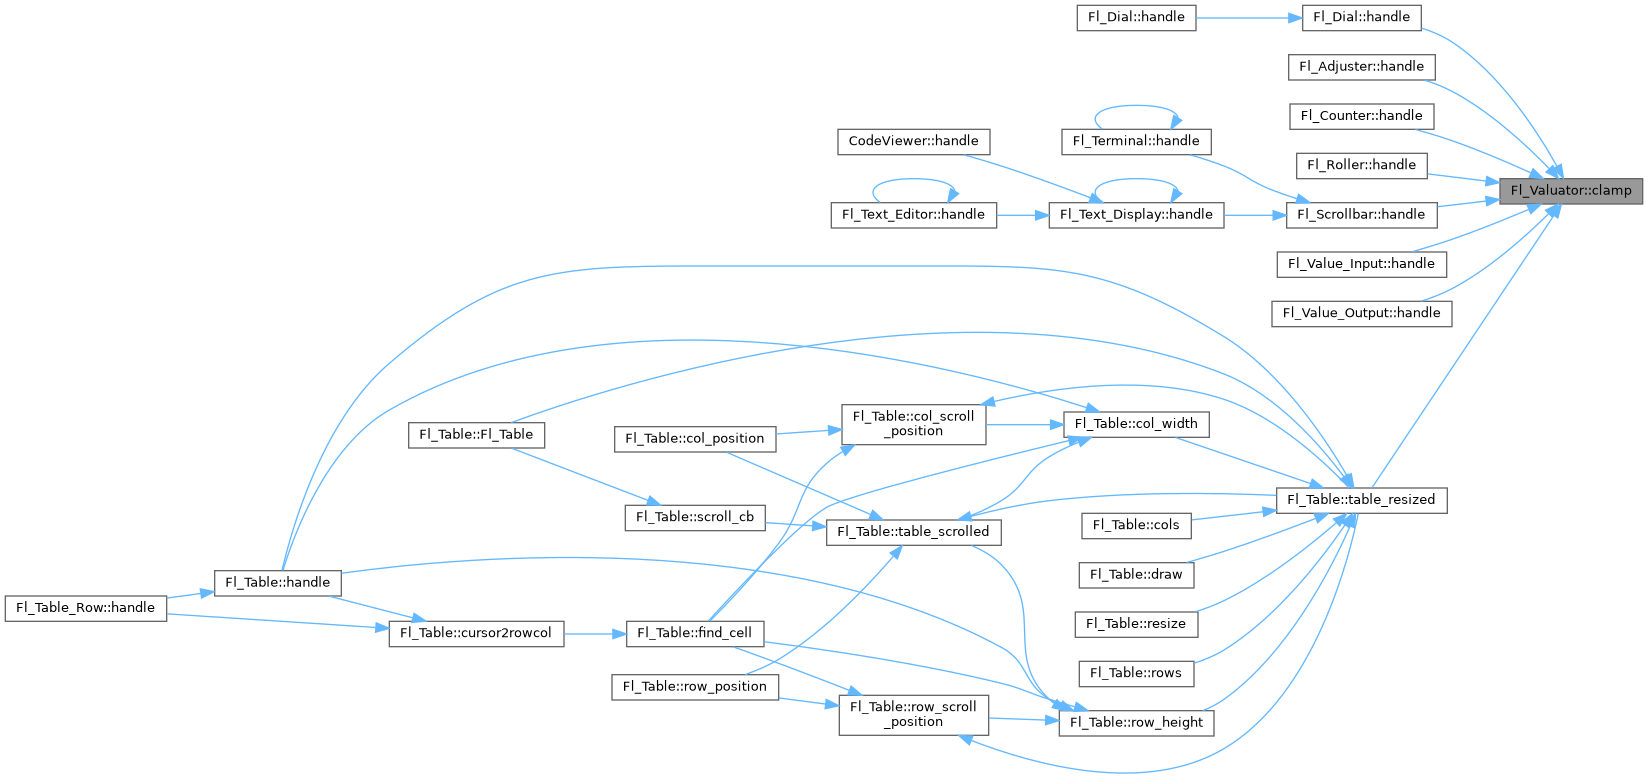 Fl_Dial::handle
Fl_Dial::handle
Fl_Adjuster::handle
Fl_Counter::handle
CodeViewer::handle
Fl_Terminal::handle
Fl_Roller::handle
Fl_Valuator::clamp
Fl_Text_Editor::handle
Fl_Text_Display::handle
Fl_Scrollbar::handle
Fl_Value_Input::handle
Fl_Value_Output::handle
Fl_Table::Fl_Table
Fl_Table::col_position
Fl_Table::col_scroll
_position
Fl_Table::col_width
Fl_Table::table_resized
Fl_Table::scroll_cb
Fl_Table::table_scrolled
Fl_Table::cols
Fl_Table::handle
Fl_Table::draw
Fl_Table_Row::handle
Fl_Table::cursor2rowcol
Fl_Table::find_cell
Fl_Table::resize
Fl_Table::rows
Fl_Table::row_position
Fl_Table::row_scroll
_position
Fl_Table::row_height